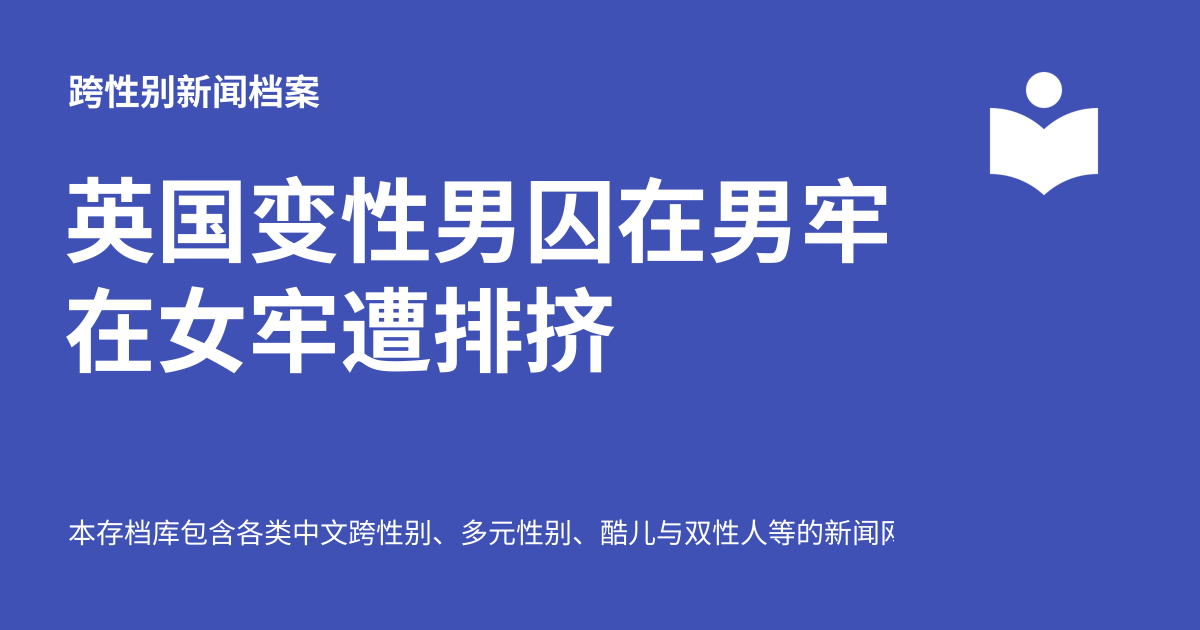 跨性别新闻档案
英国变性男囚在男牢
在女牢遭排挤
本存档库包含各类中文跨性别、多元性别、酷儿与双性人等的新闻网